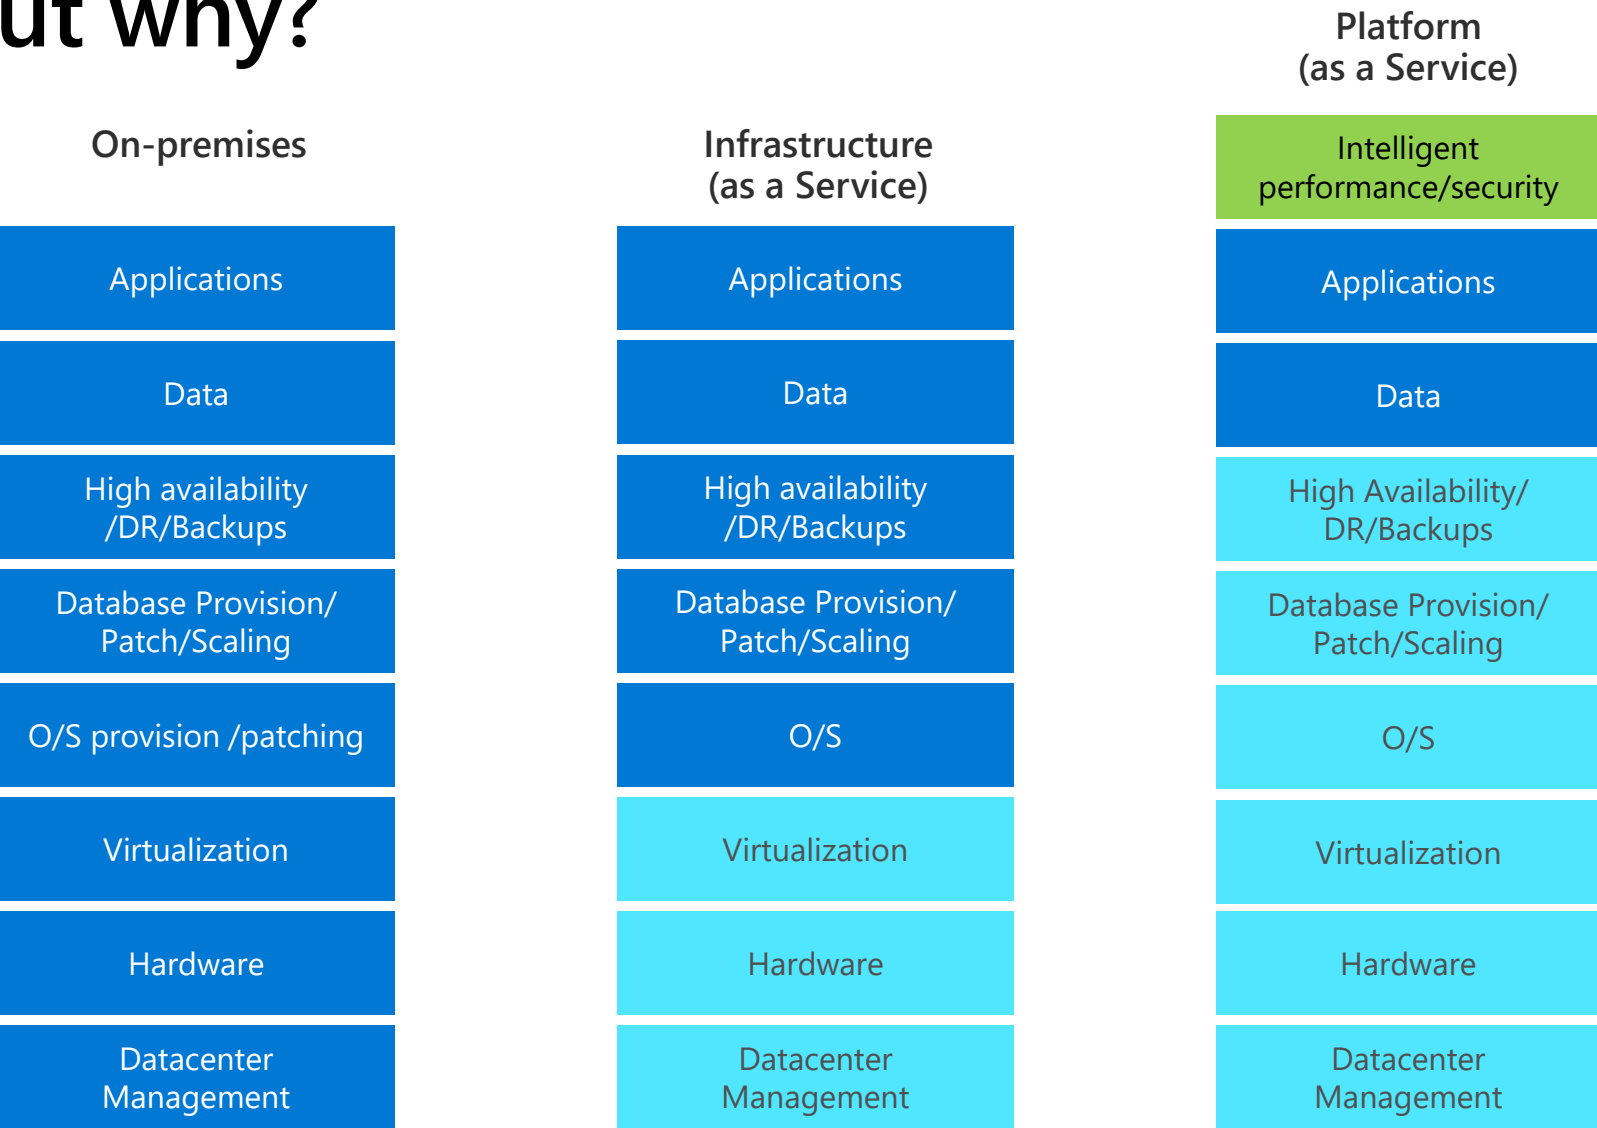 ut why?
On-premises
Applications
Data
High availability
/DR/Backups
Database Provision/
Patch/Scaling
O/S provision /patching
Virtualization
Hardware
Datacenter
Management
Infrastructure
(as a Service)
Applications
Data
High availability
/DR/Backups
Database Provision/
Patch/Scaling
O/S
Virtualization
Hardware
Datacenter
Management
Platform
(as a Service)
Intelligent
performance/security
Applications
Data
High Availability/
DR/Backups
Database Provision/
Patch/Scaling
O/S
Virtualization
Hardware
Datacenter
Management